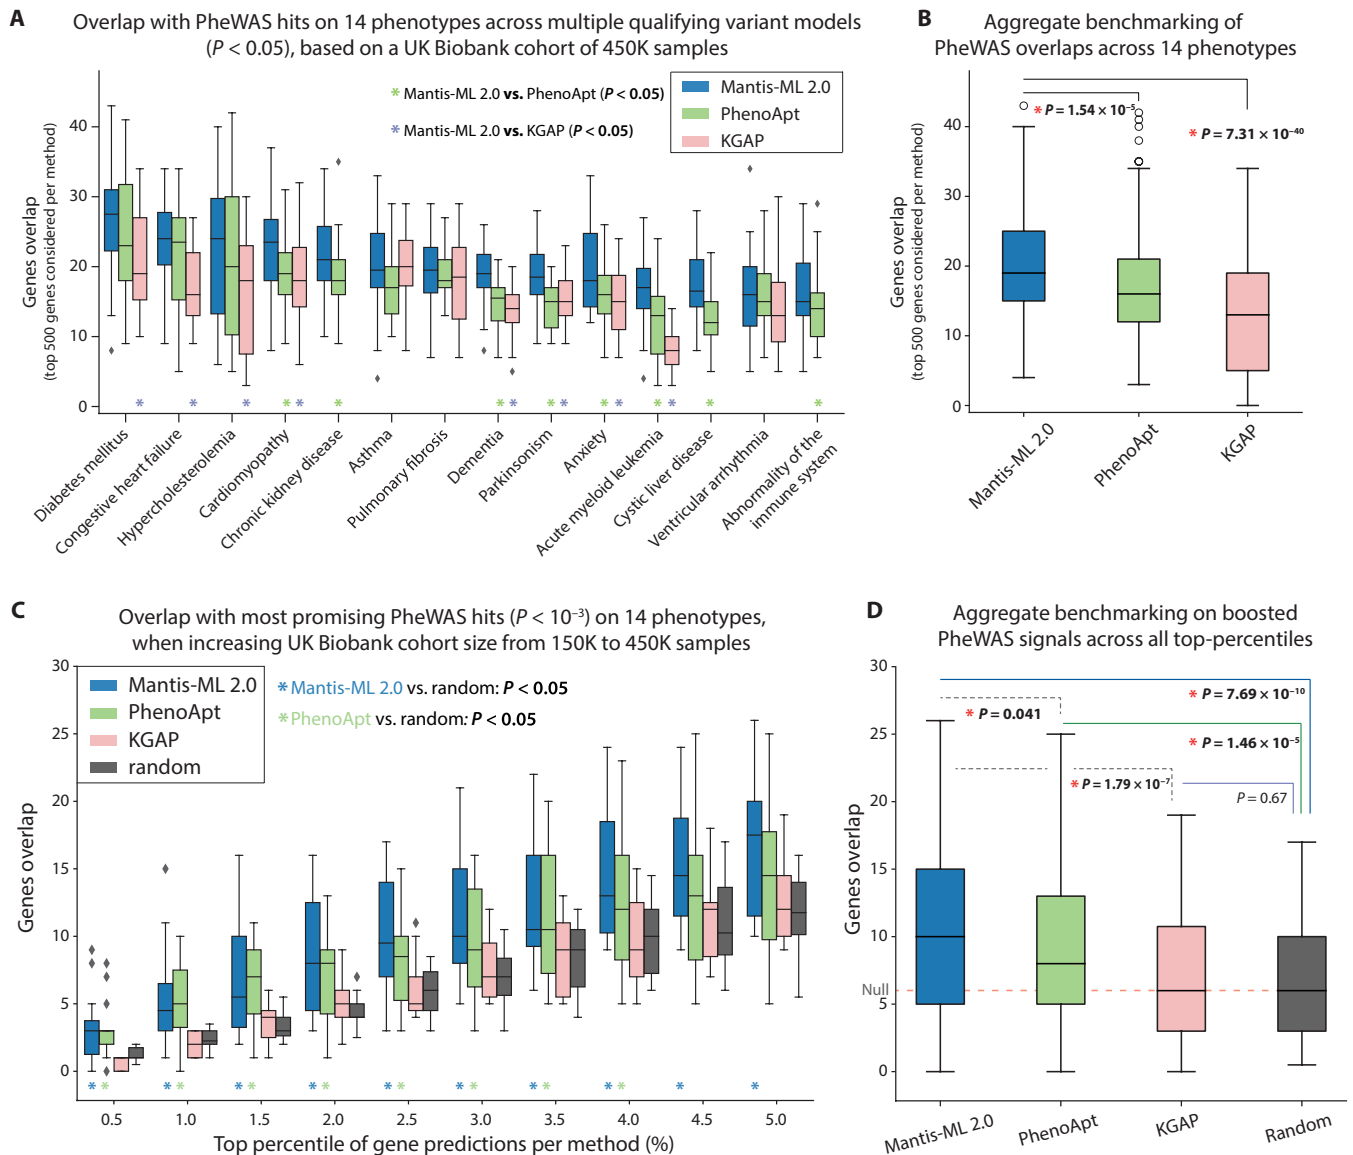 A
Overlap with PheWAS hits on 14 phenotypes across multiple qualifying variant models
(P < 0.05), based on a UK Biobank cohort of 450K samples
* Mantis-ML 2.0 vs. PhenoApt (P < 0.05)
* Mantis-ML 2.0 vs. KGAP (P < 0.05)
Mantis-ML 2.0
PhenoApt
KGAP
Genes overlap
(top 500 genes considered per method)
40
30
20
10
0
* * * * * * * * * * * * * * * * *
Diabetes mellitus
Congestive heart failure
Hypercholesterolemia
Cardiomyopathy
Chronic kidney disease
Asthma
Pulmonary fibrosis
Dementia
Parkinsonism
Anxiety
Acute myeloid leukemia
Cystic liver disease
Ventricular arrhythmia
Abnormality of the
immune system
B
Aggregate benchmarking of
PheWAS overlaps across 14 phenotypes
* P = 1.54 × 10⁻⁵
* P = 7.31 × 10⁻⁴⁰
Genes overlap
(top 500 genes considered per method)
40
30
20
10
0
Mantis-ML 2.0
PhenoApt
KGAP
C
Overlap with most promising PheWAS hits (P < 10⁻³) on 14 phenotypes,
when increasing UK Biobank cohort size from 150K to 450K samples
Mantis-ML 2.0
PhenoApt
KGAP
random
* Mantis-ML 2.0 vs. random: P < 0.05
* PhenoApt vs. random: P < 0.05
Genes overlap
30
25
20
15
10
5
0
* * * * * * * * * * * * * * * * * *
0.5 1.0 1.5 2.0 2.5 3.0 3.5 4.0 4.5 5.0
Top percentile of gene predictions per method (%)
D
Aggregate benchmarking on boosted
PheWAS signals across all top-percentiles
* P = 7.69 × 10⁻¹⁰
* P = 0.041
* P = 1.46 × 10⁻⁵
* P = 1.79 × 10⁻⁷
P = 0.67
Genes overlap
30
25
20
15
10
Null
5
0
Mantis-ML 2.0
PhenoApt
KGAP
Random